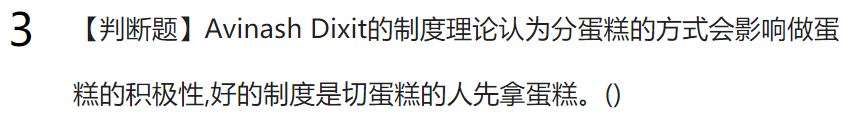 3 【判断题】Avinash Dixit的制度理论认为分蛋糕的方式会影响做蛋
糕的积极性,好的制度是切蛋糕的人先拿蛋糕。()